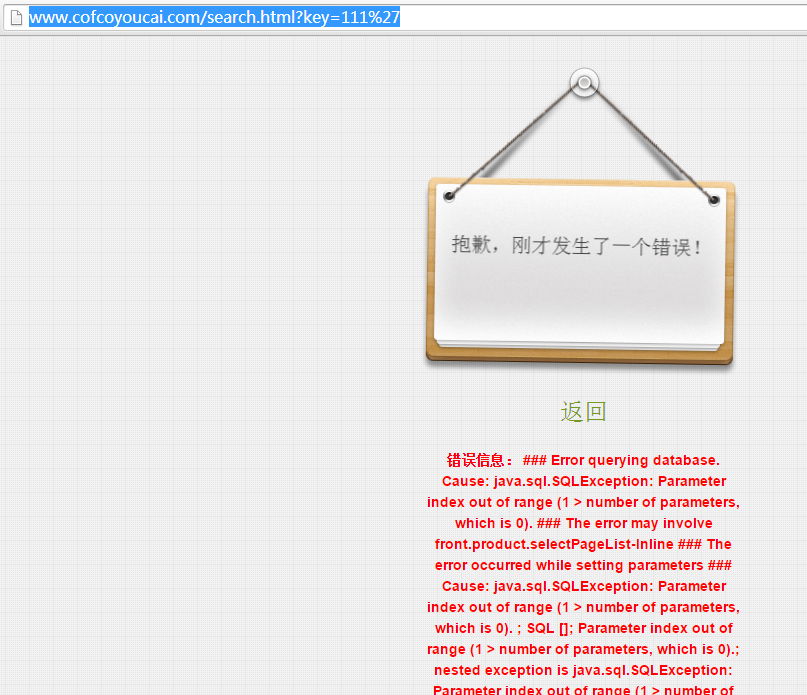 www.cofcoyoucai.com/search.html?key=111%27
抱歉，刚才发生了一个错误！
返回
错误信息： ### Error querying database.
Cause: java.sql.SQLException: Parameter
index out of range (1 > number of parameters,
which is 0). ### The error may involve
front.product.selectPageList-Inline ### The
error occurred while setting parameters ###
Cause: java.sql.SQLException: Parameter
index out of range (1 > number of parameters,
which is 0). ; SQL []; Parameter index out of
range (1 > number of parameters, which is 0).;
nested exception is java.sql.SQLException:
Parameter index out of range (1 > number of